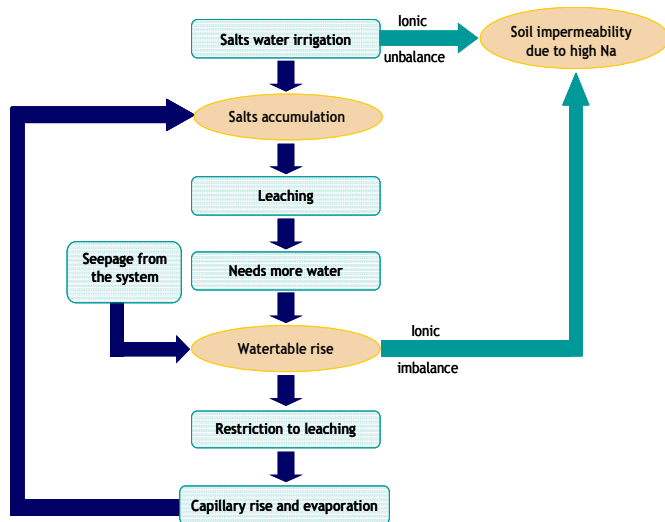 Salts water irrigation
Ionic
unbalance
Soil impermeability
due to high Na
Salts accumulation
Leaching
Seepage from
the system
Needs more water
Watertable rise
Ionic
imbalance
Restriction to leaching
Capillary rise and evaporation